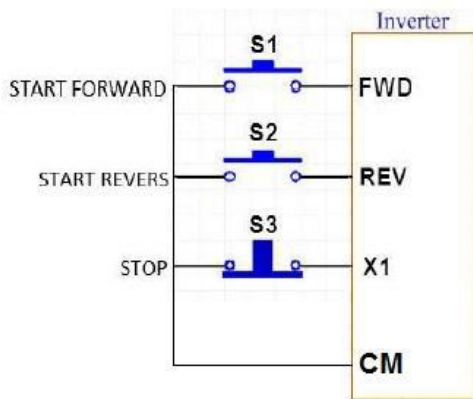 Inverter
S1
START FORWARD
FWD
S2
START REVERS
REV
S3
STOP
X1
CM